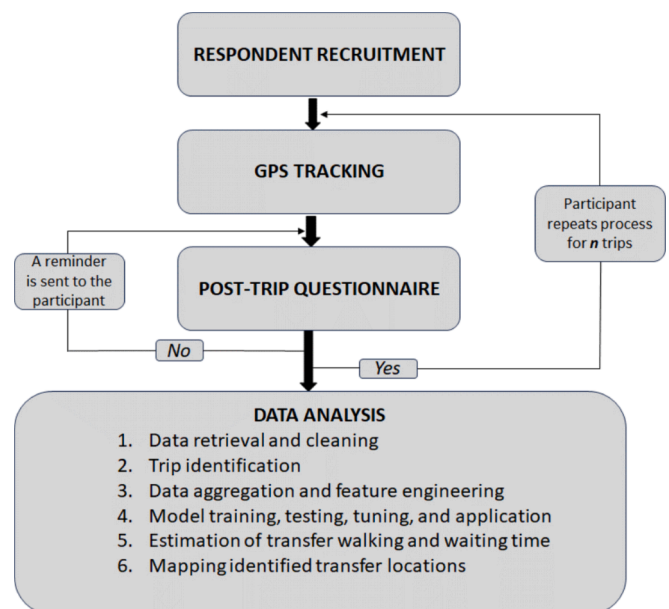 RESPONDENT RECRUITMENT
GPS TRACKING
Participant
repeats process
for n trips
A reminder
is sent to the
participant
POST-TRIP QUESTIONNAIRE
No
Yes
DATA ANALYSIS
1. Data retrieval and cleaning
2. Trip identification
3. Data aggregation and feature engineering
4. Model training, testing, tuning, and application
5. Estimation of transfer walking and waiting time
6. Mapping identified transfer locations